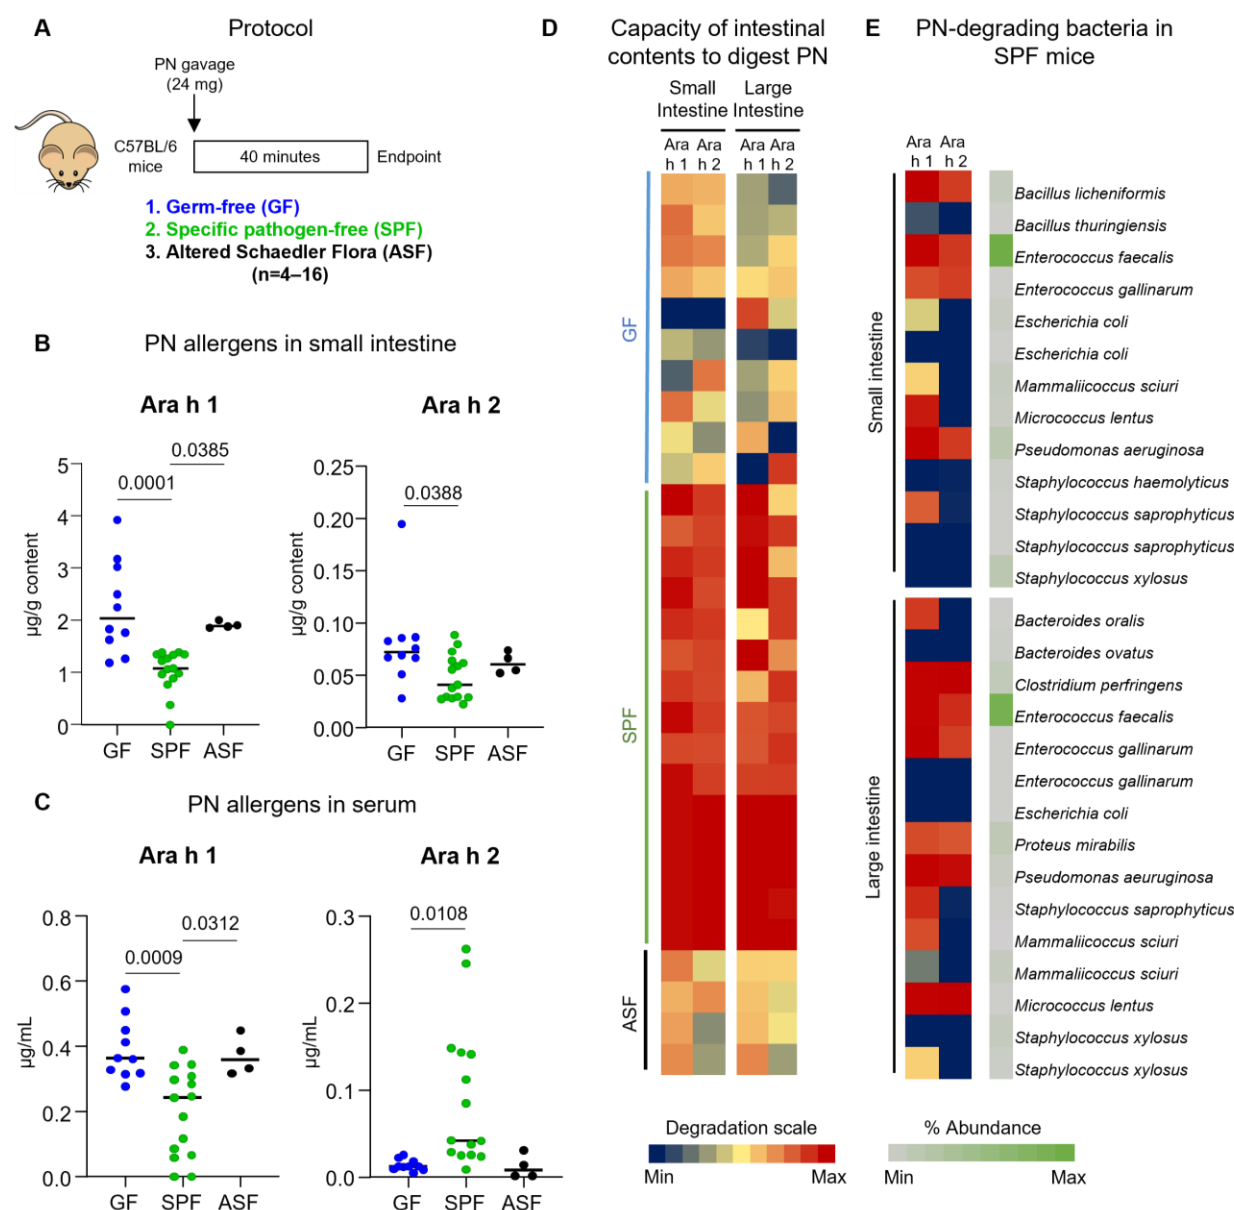 A
Protocol
PN gavage
(24 mg)
C57BL/6
mice
40 minutes
Endpoint
1. Germ-free (GF)
2. Specific pathogen-free (SPF)
3. Altered Schaedler Flora (ASF)
(n=4–16)
B
PN allergens in small intestine
Ara h 1
0.0385
0.0001
µg/g content
5
4
3
2
1
0
GF
SPF
ASF
Ara h 2
0.0388
µg/g content
0.25
0.20
0.15
0.10
0.05
0.00
GF
SPF
ASF
C
PN allergens in serum
Ara h 1
0.0312
0.0009
µg/mL
0.8
0.6
0.4
0.2
0.0
GF
SPF
ASF
Ara h 2
0.0108
µg/mL
0.3
0.2
0.1
0.0
GF
SPF
ASF
D
Capacity of intestinal
contents to digest PN
Small
Intestine
Large
Intestine
Ara
h 1
Ara
h 2
Ara
h 1
Ara
h 2
GF
SPF
ASF
Degradation scale
Min
Max
E
PN-degrading bacteria in
SPF mice
Ara
h 1
Ara
h 2
Small intestine
Bacillus licheniformis
Bacillus thuringiensis
Enterococcus faecalis
Enterococcus gallinarum
Escherichia coli
Escherichia coli
Mammaliicoccus sciuri
Micrococcus lentus
Pseudomonas aeruginosa
Staphylococcus haemolyticus
Staphylococcus saprophyticus
Staphylococcus saprophyticus
Staphylococcus xylosus
Large intestine
Bacteroides oralis
Bacteroides ovatus
Clostridium perfringens
Enterococcus faecalis
Enterococcus gallinarum
Enterococcus gallinarum
Escherichia coli
Proteus mirabilis
Pseudomonas aeuruginosa
Staphylococcus saprophyticus
Mammaliicoccus sciuri
Mammaliicoccus sciuri
Micrococcus lentus
Staphylococcus xylosus
Staphylococcus xylosus
% Abundance
Min
Max